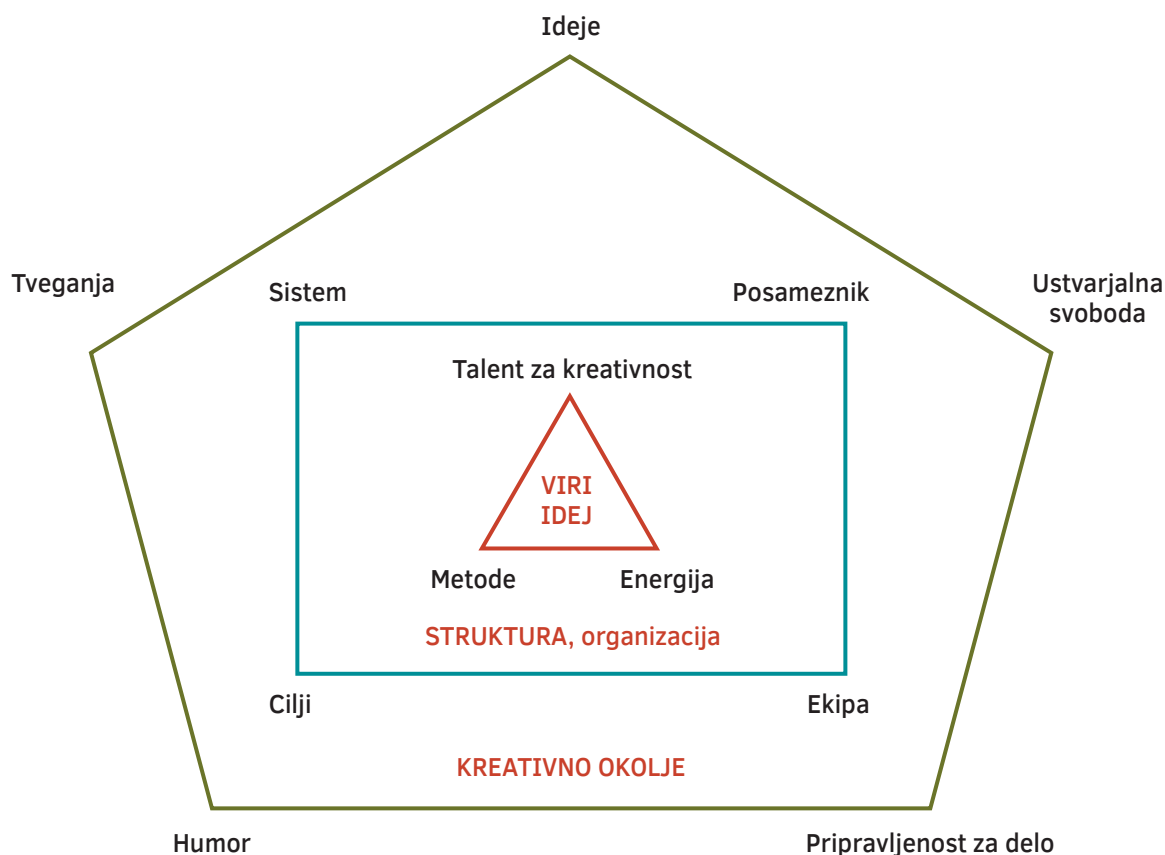 Ideje
Tveganja
Ustvarjalna
svoboda
Sistem
Posameznik
Talent za kreativnost
VIRI
IDEJ
Metode
Energija
STRUKTURA, organizacija
Cilji
Ekipa
KREATIVNO OKOLJE
Humor
Pripravljenost za delo